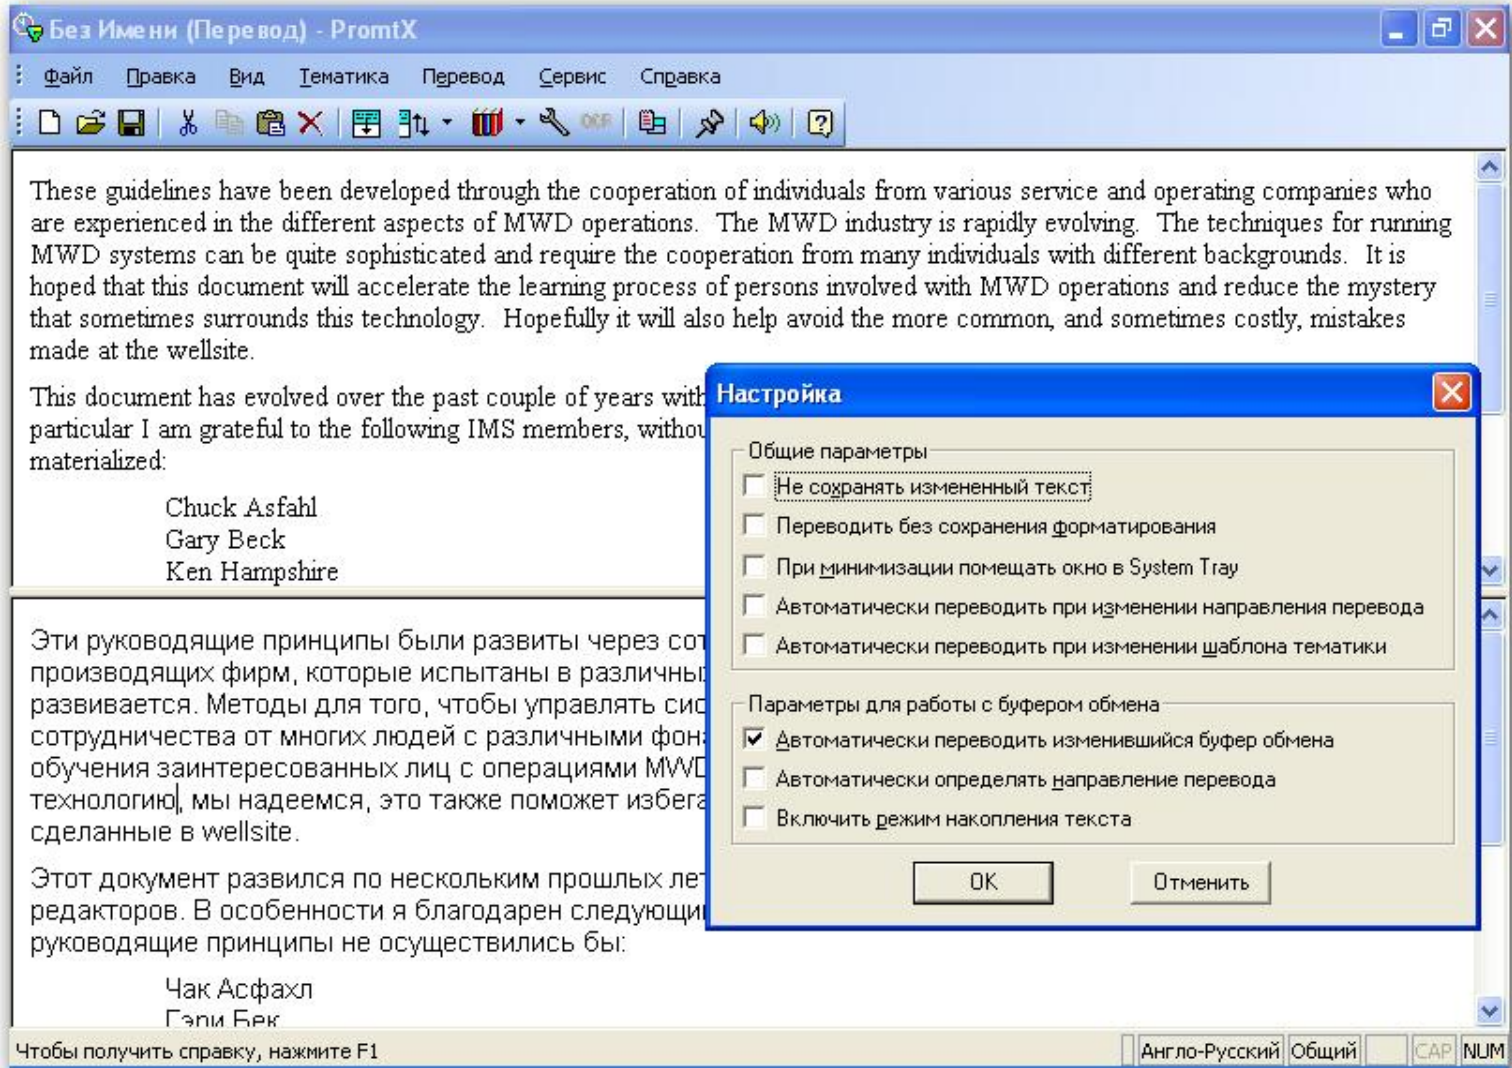 Без Имени (Перевод) - PromtX
Файл Правка Вид Тематика Перевод Сервис Справка
OCR
These guidelines have been developed through the cooperation of individuals from various service and operating companies who
are experienced in the different aspects of MWD operations. The MWD industry is rapidly evolving. The techniques for running
MWD systems can be quite sophisticated and require the cooperation from many individuals with different backgrounds. It is
hoped that this document will accelerate the learning process of persons involved with MWD operations and reduce the mystery
that sometimes surrounds this technology. Hopefully it will also help avoid the more common, and sometimes costly, mistakes
made at the wellsite.
This document has evolved over the past couple of years with
particular I am grateful to the following IMS members, withou
materialized:
Chuck Asfahl
Gary Beck
Ken Hampshire
Настройка
Общие параметры
Не сохранять измененный текст
Переводить без сохранения форматирования
При минимизации помещать окно в System Tray
Автоматически переводить при изменении направления перевода
Автоматически переводить при изменении шаблона тематики
Параметры для работы с буфером обмена
Автоматически переводить изменившийся буфер обмена
Автоматически определять направление перевода
Включить режим накопления текста
OK Отменить
Эти руководящие принципы были развиты через сот
производящих фирм, которые испытаны в различны
развивается. Методы для того, чтобы управлять сис
сотрудничества от многих людей с различными фон
обучения заинтересованных лиц с операциями MWD
технологию, мы надеемся, это также поможет избега
сделанные в wellsite.
Этот документ развился по нескольким прошлых лет
редакторов. В особенности я благодарен следующи
руководящие принципы не осуществились бы:
Чак Асфахл
Гэри Бек
Чтобы получить справку, нажмите F1 Англо-Русский Общий CAP NUM